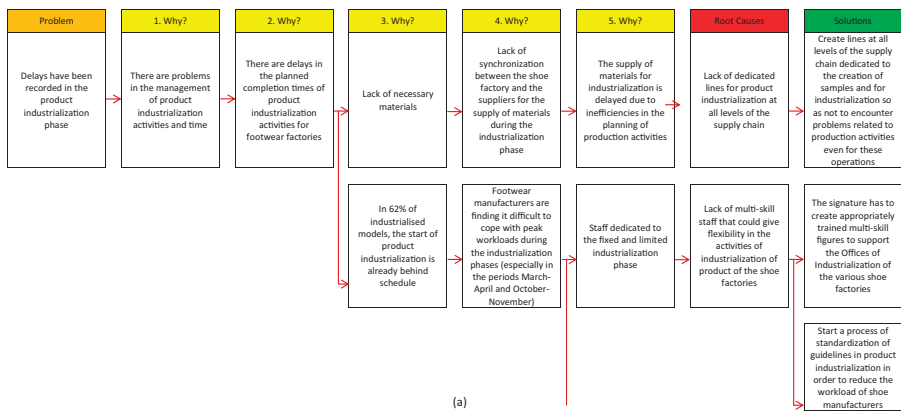 Problem
1. Why?
2. Why?
3. Why?
4. Why?
5. Why?
Root Causes
Solutions
Delays have been
recorded in the
product
industrialization
phase
There are problems
in the management
of product
industrialization
activities and time
There are delays in
the planned
completion times of
product
industrialization
activities for
footwear factories
Lack of necessary
materials
Lack of
synchronization
between the shoe
factory and the
suppliers for the
supply of materials
during the
industrialization
phase
The supply of
materials for
industrialization is
delayed due to
inefficiencies in the
planning of
production activities
Lack of dedicated
lines for product
industrialization at
all levels of the
supply chain
Create lines at all
levels of the supply
chain dedicated to
the creation of
samples and for
industrialization so
as not to encounter
problems related to
production activities
even for these
operations
In 62% of
industrialised
models, the start of
product
industrialization is
already behind
schedule
Footwear
manufacturers are
finding it difficult to
cope with peak
workloads during
the industrialization
phases (especially in
the periods March-
April and October-
November)
Staff dedicated to
the fixed and limited
industrialization
phase
Lack of multi-skill
staff that could give
flexibility in the
activities of
industrialization of
product of the shoe
factories
The signature has to
create appropriately
trained multi-skill
figures to support
the Offices of
Industrialization of
the various shoe
factories
Start a process of
standardization of
guidelines in product
industrialization in
order to reduce the
workload of shoe
manufacturers
(a)